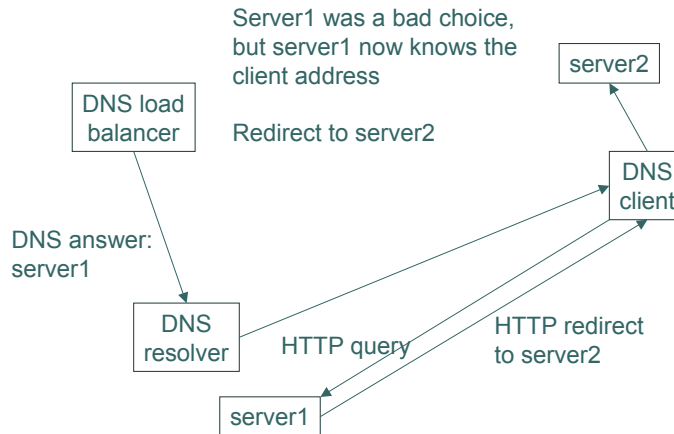 Server1 was a bad choice,
but server1 now knows the
client address
Redirect to server2
server2
DNS load
balancer
DNS
client
DNS answer:
server1
DNS
resolver
HTTP query
HTTP redirect
to server2
server1